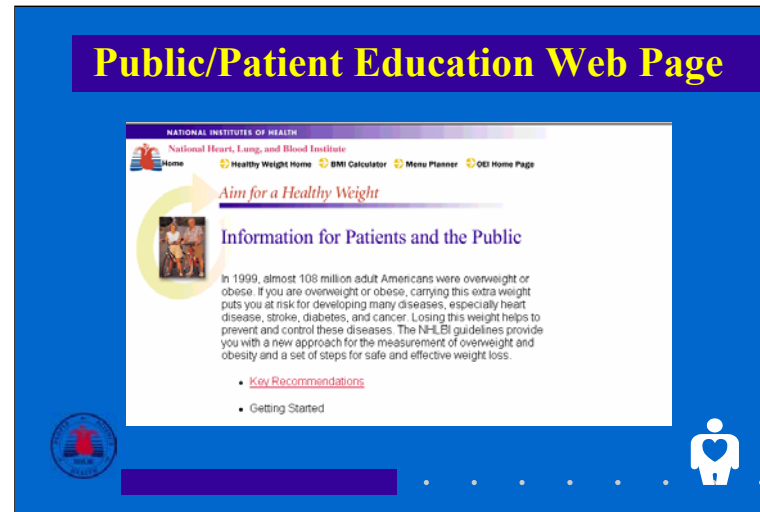 Public/Patient Education Web Page
NATIONAL INSTITUTES OF HEALTH
National Heart, Lung, and Blood Institute
Home Healthy Weight Home BMI Calculator Menu Planner OEI Home Page
Aim for a Healthy Weight
Information for Patients and the Public
In 1999, almost 108 million adult Americans were overweight or
obese. If you are overweight or obese, carrying this extra weight
puts you at risk for developing many diseases, especially heart
disease, stroke, diabetes, and cancer. Losing this weight helps to
prevent and control these diseases. The NHLBI guidelines provide
you with a new approach for the measurement of overweight and
obesity and a set of steps for safe and effective weight loss.
• Key Recommendations
• Getting Started